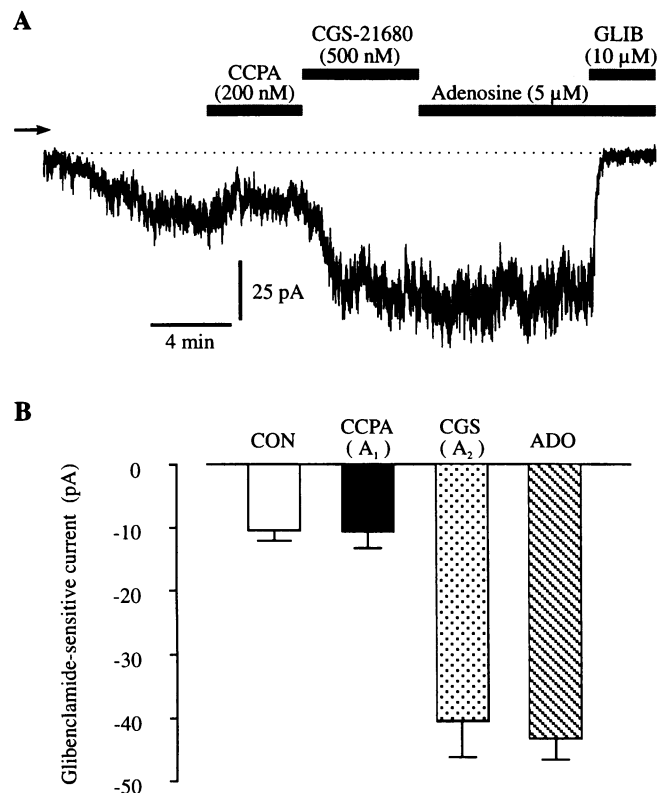 A
CGS-21680
(500 nM)
GLIB
(10 µM)
CCPA
(200 nM)
Adenosine (5 µM)
25 pA
4 min
B
CON
CCPA
(A₁)
CGS
(A₂)
ADO
Glibenclamide-sensitive current (pA)
0
-10
-20
-30
-40
-50